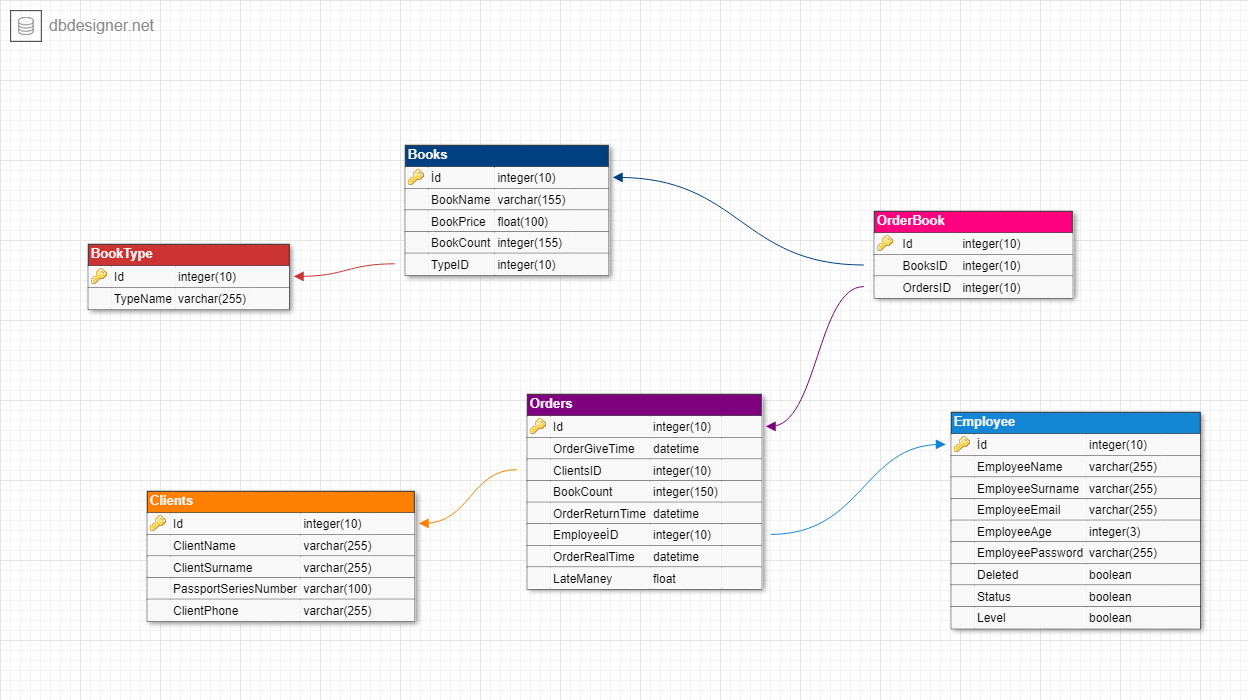 dbdesigner.net
Books
İd integer(10)
BookName varchar(155)
BookPrice float(100)
BookCount integer(155)
TypeID integer(10)
OrderBook
Id integer(10)
BooksID integer(10)
OrdersID integer(10)
BookType
Id integer(10)
TypeName varchar(255)
Orders
Id integer(10)
OrderGiveTime datetime
ClientsID integer(10)
BookCount integer(150)
OrderReturnTime datetime
EmployeeİD integer(10)
OrderRealTime datetime
LateManey float
Employee
İd integer(10)
EmployeeName varchar(255)
EmployeeSurname varchar(255)
EmployeeEmail varchar(255)
EmployeeAge integer(3)
EmployeePassword varchar(255)
Deleted boolean
Status boolean
Level boolean
Clients
Id integer(10)
ClientName varchar(255)
ClientSurname varchar(255)
PassportSeriesNumber varchar(100)
ClientPhone varchar(255)